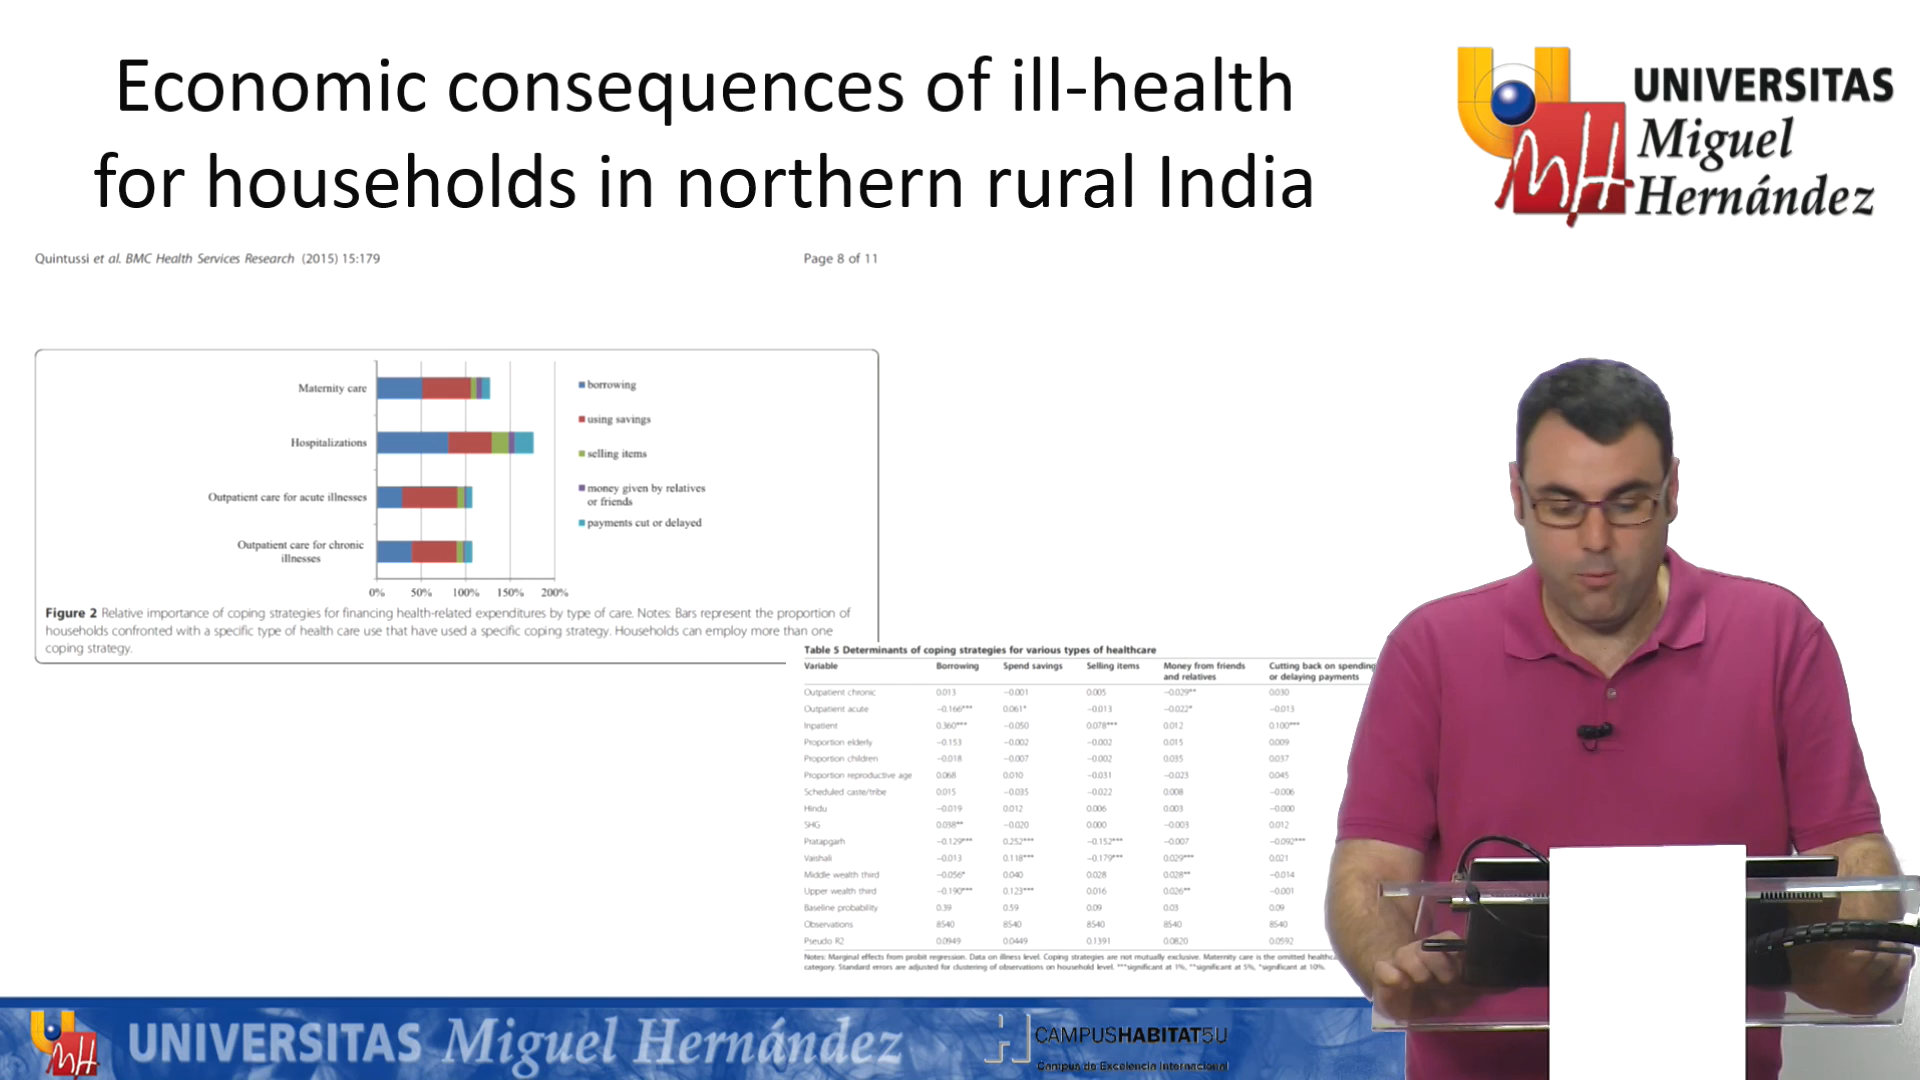 Economic consequences of ill-health
for households in northern rural India
UNIVERSITAS
Miguel
Hernández
Quintussi et al. BMC Health Services Research (2015) 15:179
Page 8 of 11
Maternity care
Hospitalizations
Outpatient care for acute illnesses
Outpatient care for chronic
illnesses
0% 50% 100% 150% 200%
borrowing
using savings
selling items
money given by relatives
or friends
payments cut or delayed
Figure 2 Relative importance of coping strategies for financing health-related expenditures by type of care. Notes: Bars represent the proportion of
households confronted with a specific type of health care use that have used a specific coping strategy. Households can employ more than one
coping strategy.
Table 5 Determinants of coping strategies for various types of healthcare
Variable Borrowing Spend savings Selling items Money from friends Cutting back on spending
and relatives or delaying payments
Outpatient chronic 0.013 −0.001 0.005 −0.029** 0.030
Outpatient acute −0.166*** 0.061* −0.013 −0.022* −0.013
Inpatient 0.360*** −0.050 0.078*** 0.012 0.100***
Proportion elderly −0.153 −0.002 −0.002 0.015 0.009
Proportion children −0.018 −0.007 −0.002 0.035 0.037
Proportion reproductive age 0.068 0.010 −0.031 −0.023 0.045
Scheduled caste/tribe 0.015 −0.035 −0.022 0.008 −0.006
Hindu −0.019 0.012 0.006 0.003 −0.000
SHG 0.038** −0.020 0.000 −0.003 0.012
Pratapgarh −0.129*** 0.252*** −0.152*** −0.007 −0.092***
Vaishali −0.013 0.118*** −0.179*** 0.029*** 0.021
Middle wealth third −0.056* 0.040 0.028 0.028** −0.014
Upper wealth third −0.190*** 0.123*** 0.016 0.026** −0.001
Baseline probability 0.39 0.59 0.09 0.03 0.09
Observations 8540 8540 8540 8540 8540
Pseudo R2 0.0949 0.0449 0.1391 0.0820 0.0592
Notes: Marginal effects from probit regression. Data on illness level. Coping strategies are not mutually exclusive. Maternity care is the omitted healthc
category. Standard errors are adjusted for clustering of observations on household level. ***significant at 1%, **significant at 5%, *significant at 10%.
UNIVERSITAS Miguel Hernández
CAMPUSHABITAT5U
Campus de Excelencia Internacional